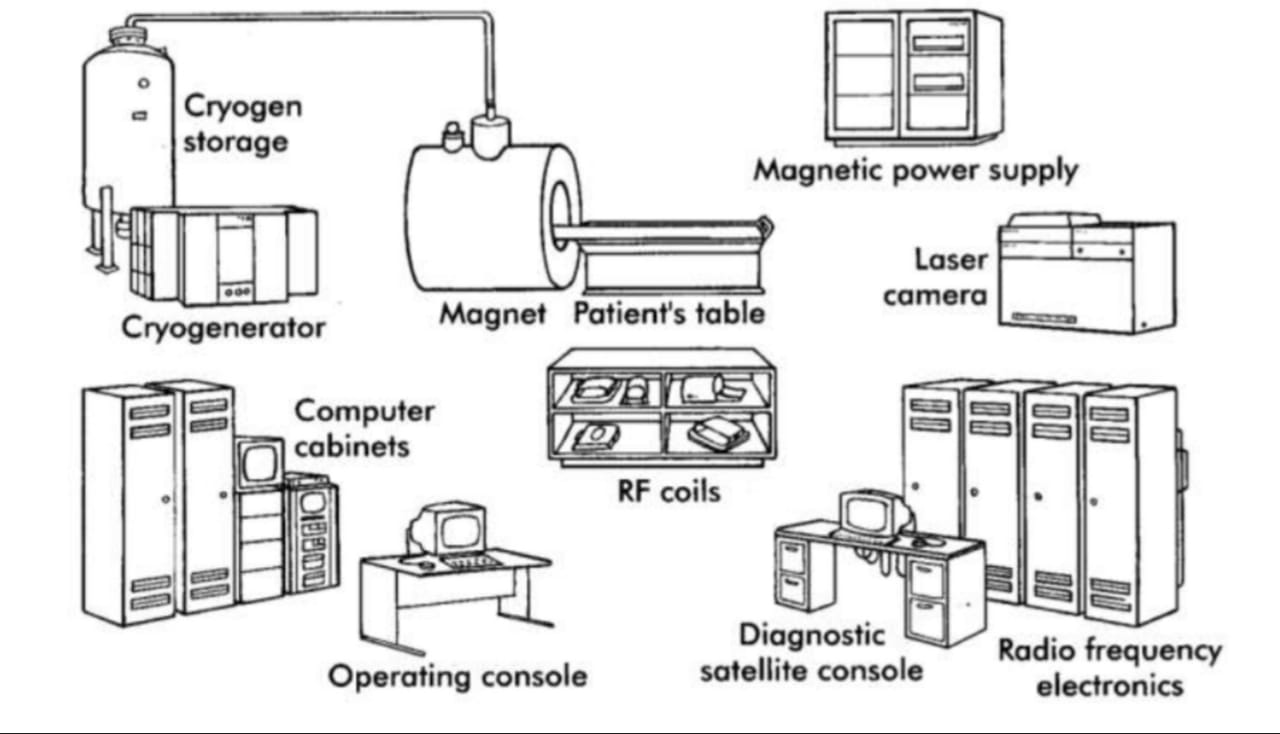 Cryogen
storage
Magnetic power supply
Laser
camera
Magnet
Patient's table
Cryogenerator
Computer
cabinets
RF coils
Operating console
Diagnostic
satellite console
Radio frequency
electronics